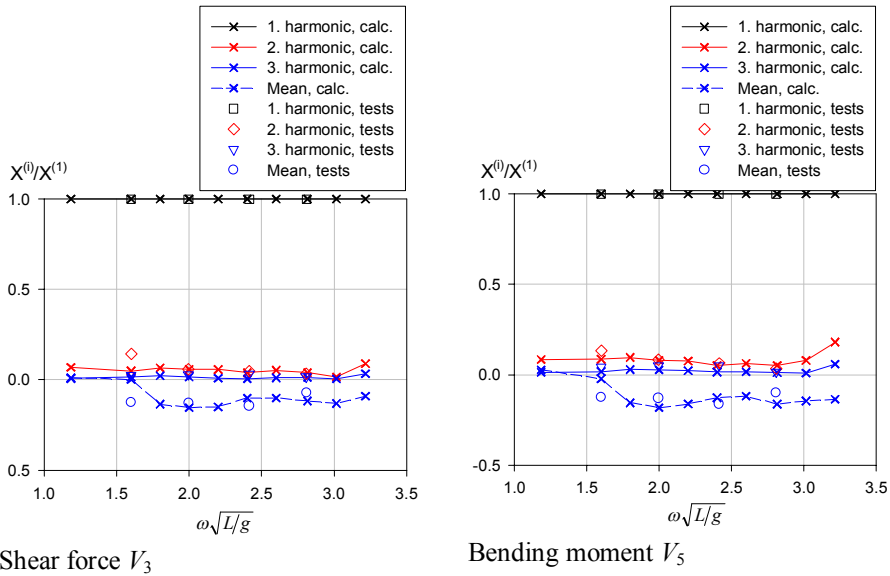 1. harmonic, calc.
2. harmonic, calc.
3. harmonic, calc.
Mean, calc.
1. harmonic, tests
2. harmonic, tests
3. harmonic, tests
Mean, tests
X(i)/X(1)
1.0
0.5
0.0
0.5
1.0 1.5 2.0 2.5 3.0 3.5
ω√L/g
Shear force V3
1. harmonic, calc.
2. harmonic, calc.
3. harmonic, calc.
Mean, calc.
1. harmonic, tests
2. harmonic, tests
3. harmonic, tests
Mean, tests
X(i)/X(1)
1.0
0.5
0.0
-0.5
1.0 1.5 2.0 2.5 3.0 3.5
ω√L/g
Bending moment V5